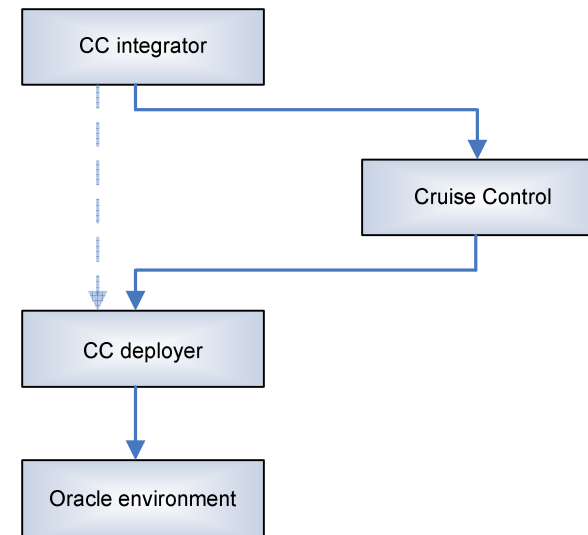 CC integrator
Cruise Control
CC deployer
Oracle environment